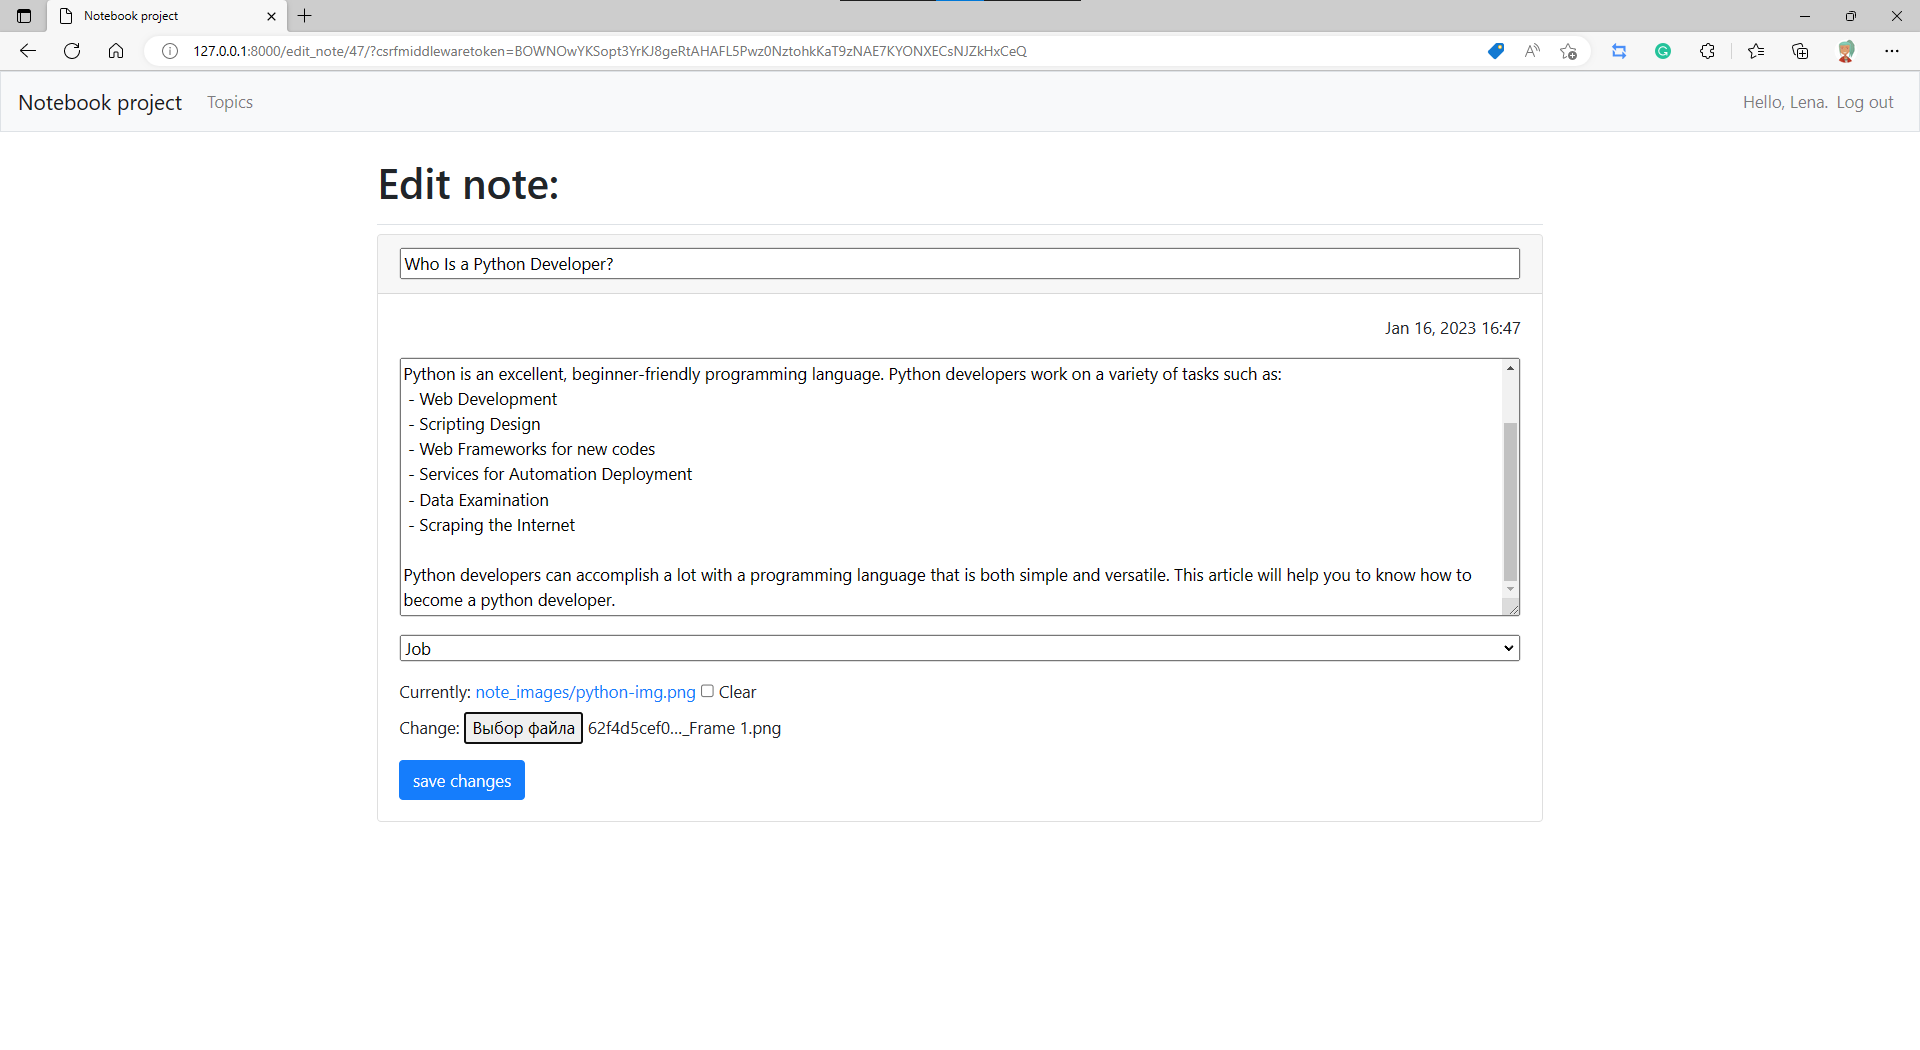 Notebook project
127.0.0.1:8000/edit_note/47/?csrfmiddlewaretoken=BOWNOwYKSopt3YrKJ8geRtAHAFL5Pwz0NztohkKaT9zNAE7KYONXECsNJZkHxCeQ
Notebook project Topics Hello, Lena. Log out
Edit note:
Who Is a Python Developer?
Jan 16, 2023 16:47
Python is an excellent, beginner-friendly programming language. Python developers work on a variety of tasks such as:
- Web Development
- Scripting Design
- Web Frameworks for new codes
- Services for Automation Deployment
- Data Examination
- Scraping the Internet
Python developers can accomplish a lot with a programming language that is both simple and versatile. This article will help you to know how to
become a python developer.
Job
Currently: note_images/python-img.png Clear
Change: Выбор файла 62f4d5cef0..._Frame 1.png
save changes